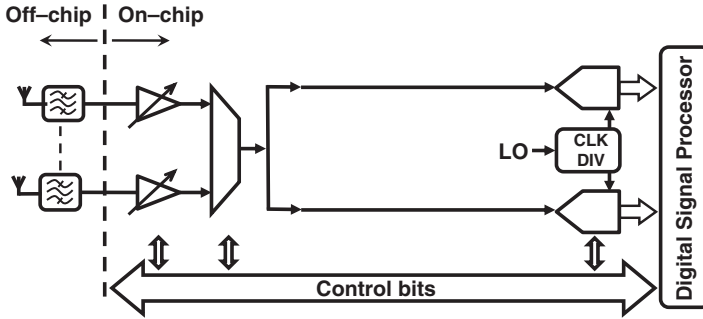 Off–chip
On–chip
LO
CLK
DIV
Digital Signal Processor
Control bits